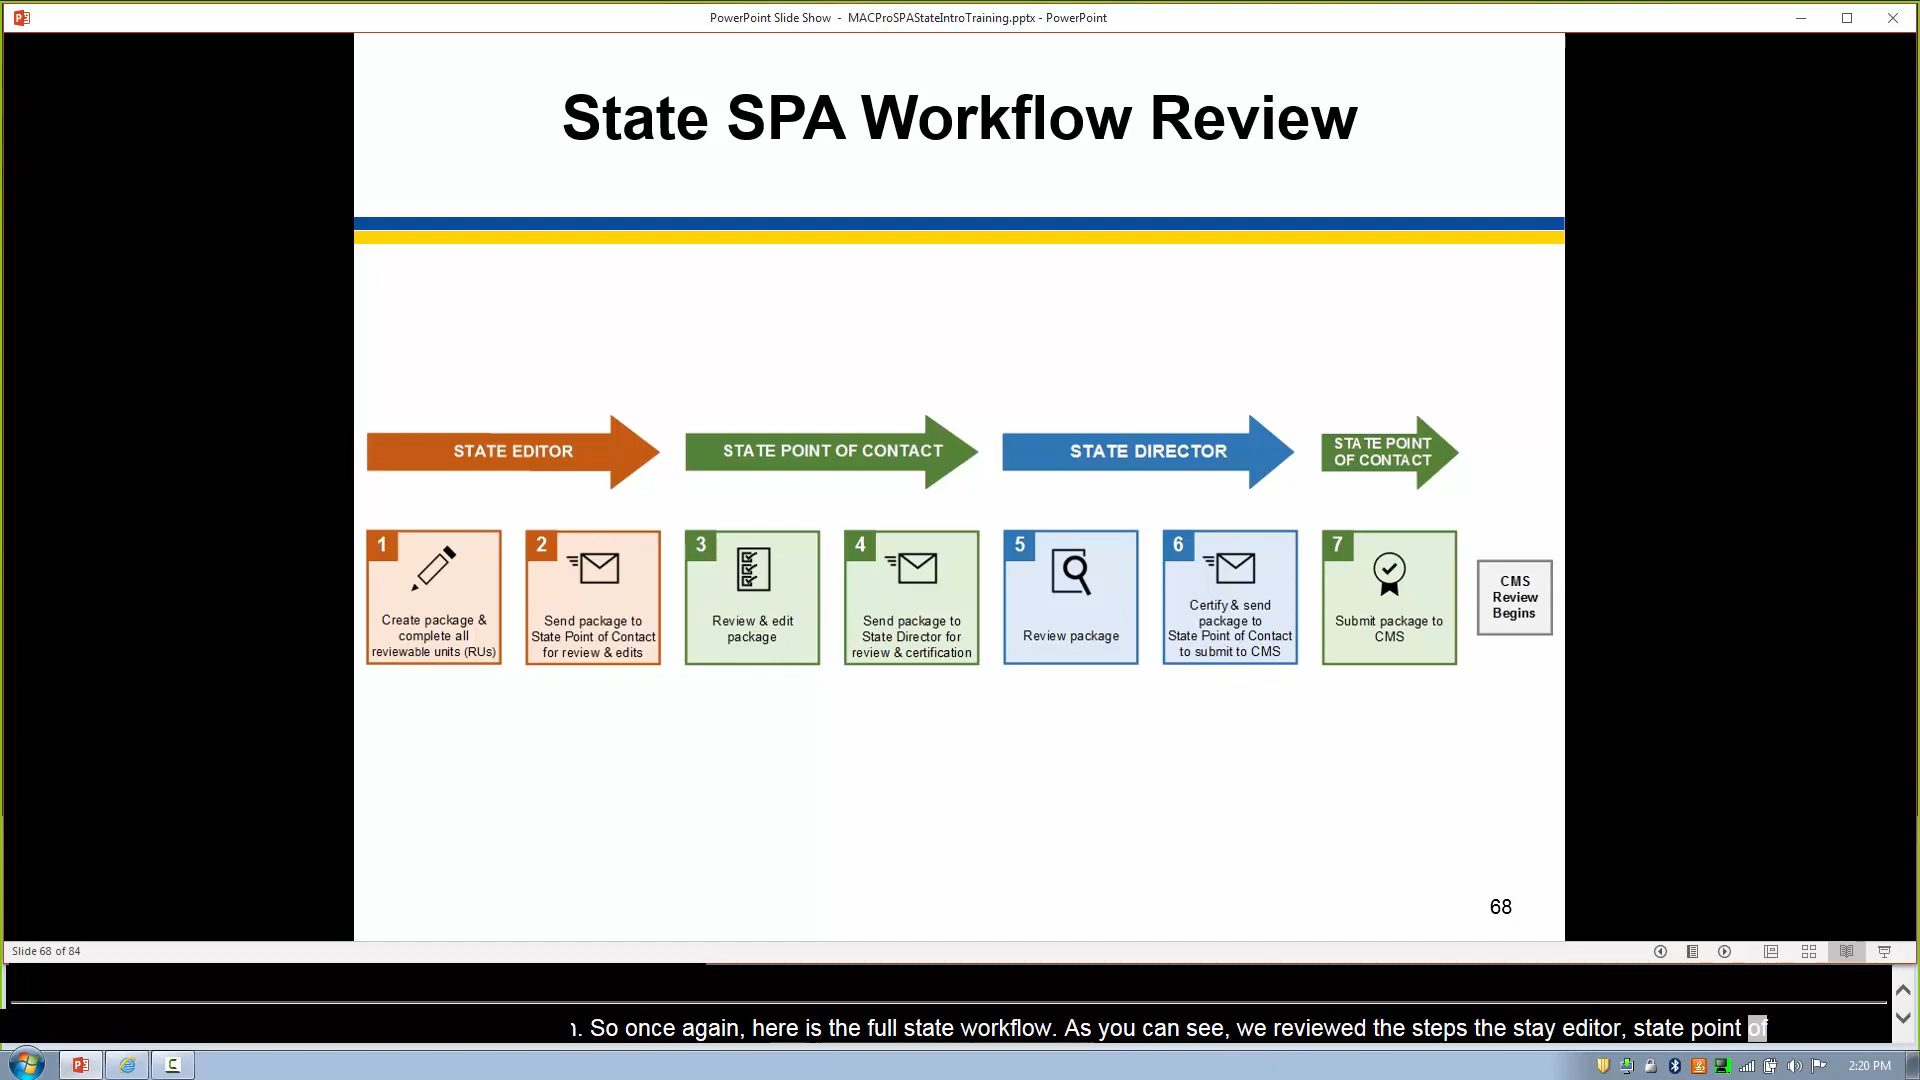 PowerPoint Slide Show - MACProSPAStateIntroTraining.pptx - PowerPoint
State SPA Workflow Review
STATE EDITOR
STATE POINT OF CONTACT
STATE DIRECTOR
STATE POINT
OF CONTACT
1
Create package &
complete all
reviewable units (RUs)
2
Send package to
State Point of Contact
for review & edits
3
Review & edit
package
4
Send package to
State Director for
review & certification
5
Review package
6
Certify & send
package to
State Point of Contact
to submit to CMS
7
Submit package to
CMS
CMS
Review
Begins
68
Slide 68 of 84
. So once again, here is the full state workflow. As you can see, we reviewed the steps the stay editor, state point of
2:20 PM